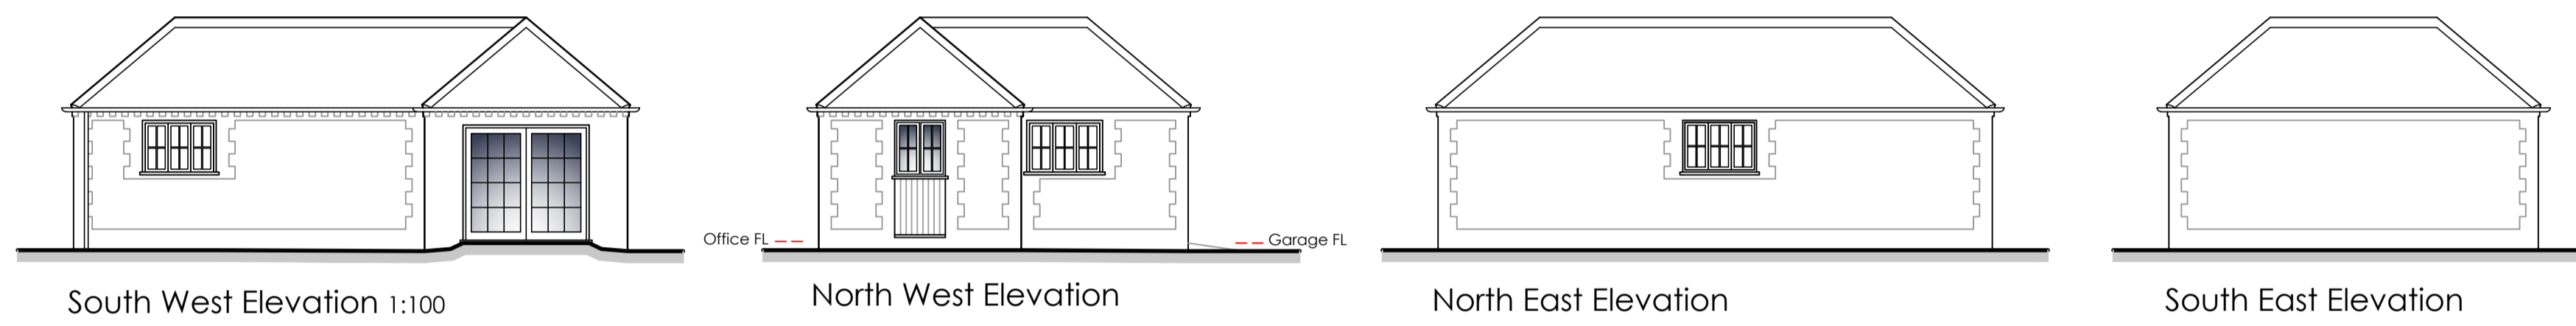 Office FL
Garage FL
South West Elevation 1:100
North West Elevation
North East Elevation
South East Elevation